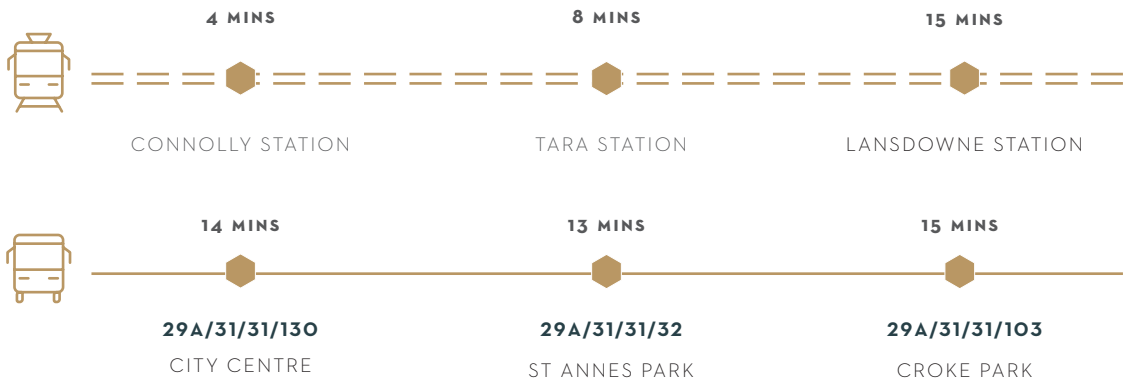 4 MINS
8 MINS
15 MINS
CONNOLLY STATION
TARA STATION
LANSDOWNE STATION
14 MINS
13 MINS
15 MINS
29A/31/31/130
29A/31/31/32
29A/31/31/103
CITY CENTRE
ST ANNES PARK
CROKE PARK